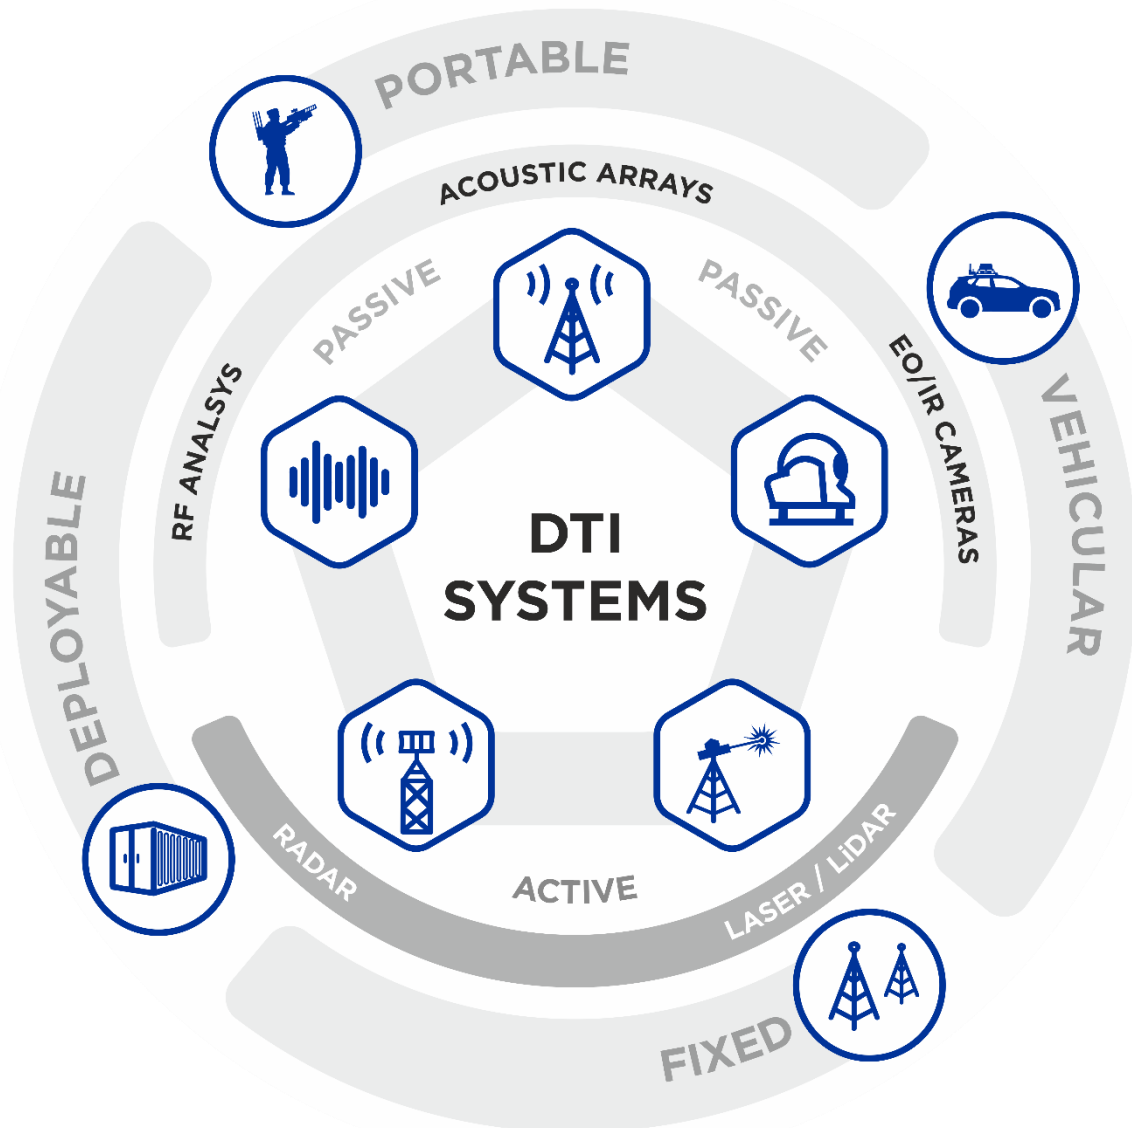 PORTABLE
ACOUSTIC ARRAYS
PASSIVE
PASSIVE
RF ANALSYS
EO/IR CAMERAS
VEHICULAR
DEPLOYABLE
DTI
SYSTEMS
RADAR
ACTIVE
LASER / LiDAR
FIXED